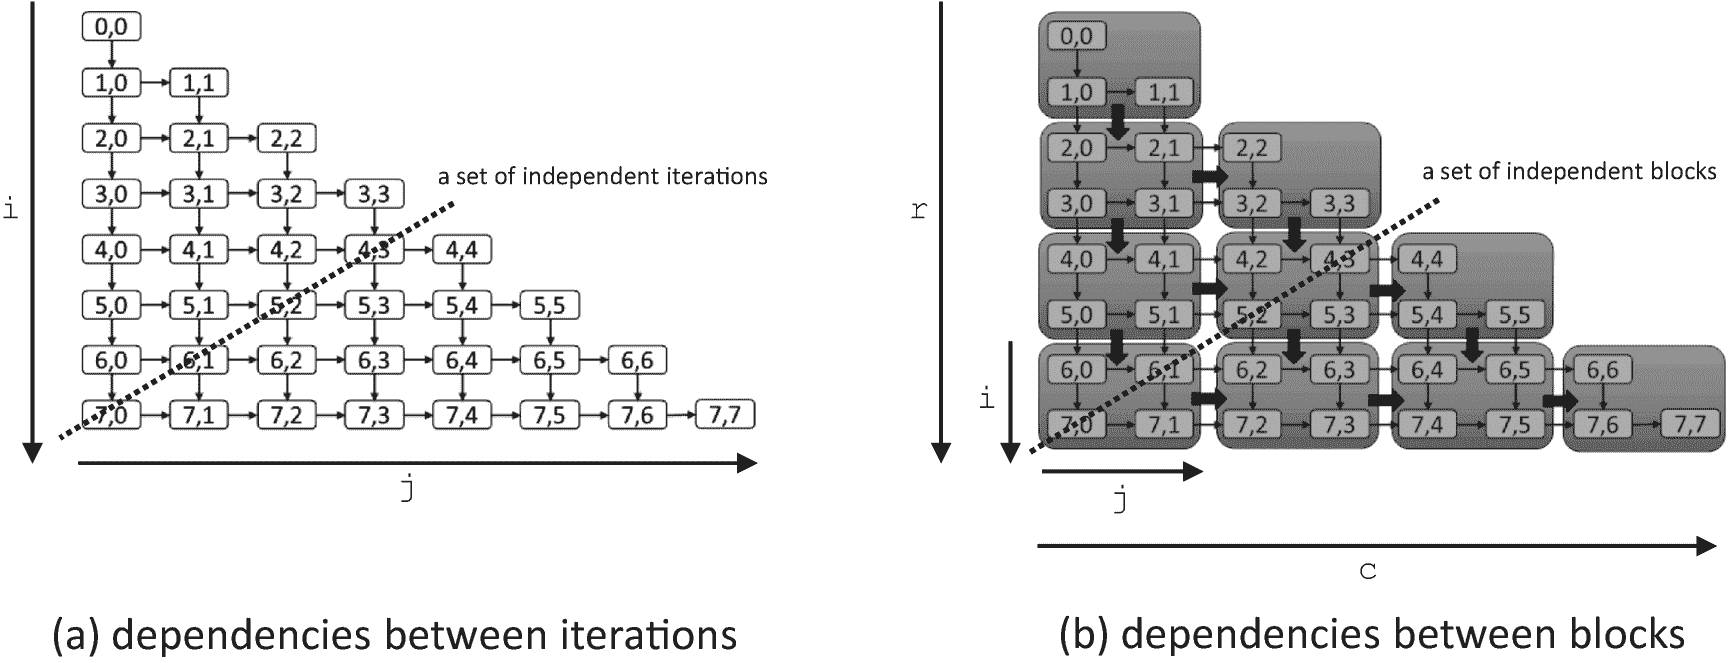 0,0
1,0 1,1
2,0 2,1 2,2
3,0 3,1 3,2 3,3
4,0 4,1 4,2 4,3 4,4
5,0 5,1 5,2 5,3 5,4 5,5
6,0 6,1 6,2 6,3 6,4 6,5 6,6
7,0 7,1 7,2 7,3 7,4 7,5 7,6 7,7
a set of independent iterations
i
j
(a) dependencies between iterations
0,0
1,0 1,1
2,0 2,1 2,2
3,0 3,1 3,2 3,3
4,0 4,1 4,2 4,3 4,4
5,0 5,1 5,2 5,3 5,4 5,5
6,0 6,1 6,2 6,3 6,4 6,5 6,6
7,0 7,1 7,2 7,3 7,4 7,5 7,6 7,7
a set of independent blocks
r
i
j
c
(b) dependencies between blocks